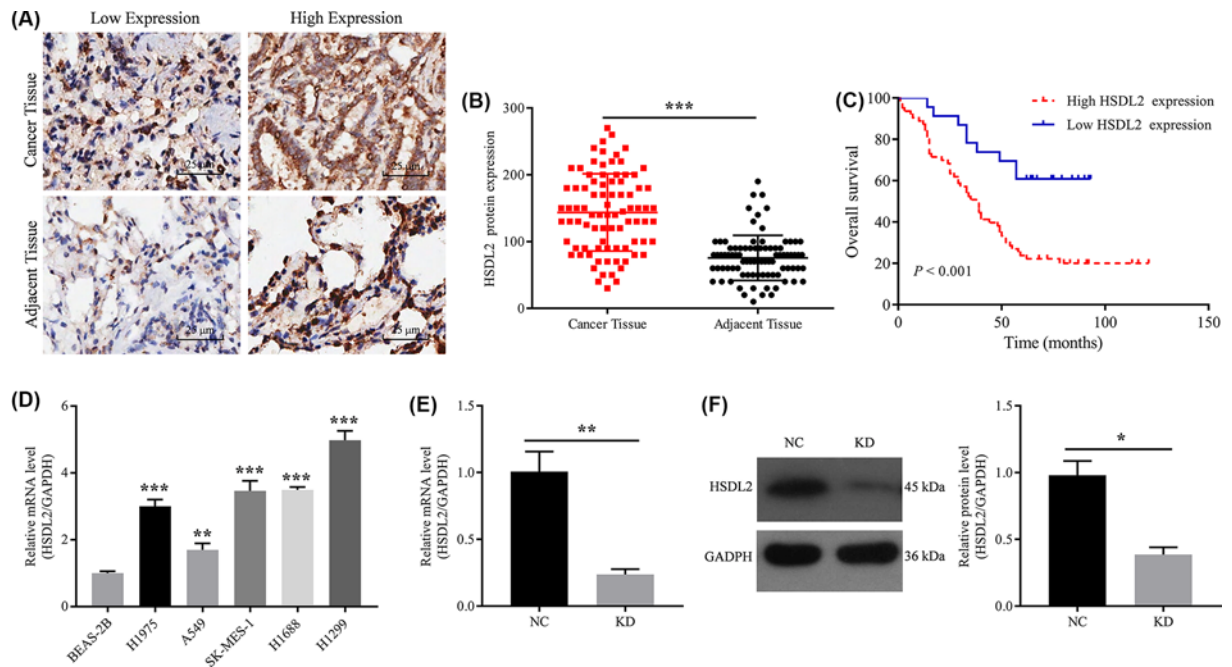 (A)
Low Expression High Expression
Cancer Tissue
25 μm
25 μm
Adjacent Tissue
25 μm
25 μm
(B)
***
HSDL2 protein expression
300
200
100
0
Cancer Tissue Adjacent Tissue
(C)
High HSDL2 expression
Low HSDL2 expression
Overall survival
100
80
60
40
20
0
P < 0.001
0 50 100 150
Time (months)
(D)
Relative mRNA level
(HSDL2/GAPDH)
6
4
2
0
***
**
***
***
***
BEAS-2B H1975 A549 SK-MES-1 H1688 H1299
(E)
Relative mRNA level
(HSDL2/GAPDH)
1.5
1.0
0.5
0.0
**
NC KD
(F)
NC KD
HSDL2 45 kDa
GADPH 36 kDa
Relative protein level
(HSDL2/GAPDH)
1.5
1.0
0.5
0.0
*
NC KD